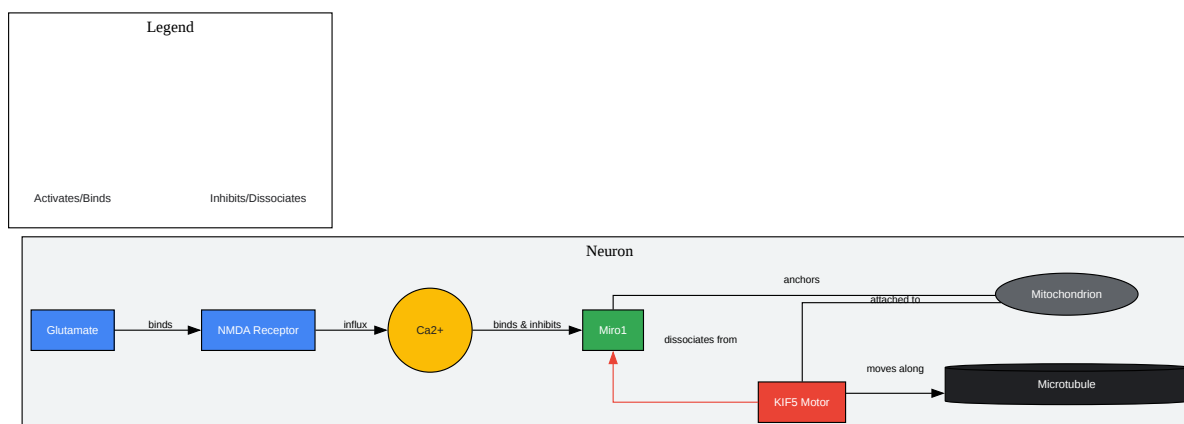 Legend
Activates/Binds
Inhibits/Dissociates
Neuron
anchors
Mitochondrion
attached to
Glutamate
binds
NMDA Receptor
influx
Ca2+
binds & inhibits
Miro1
dissociates from
moves along
Microtubule
KIF5 Motor